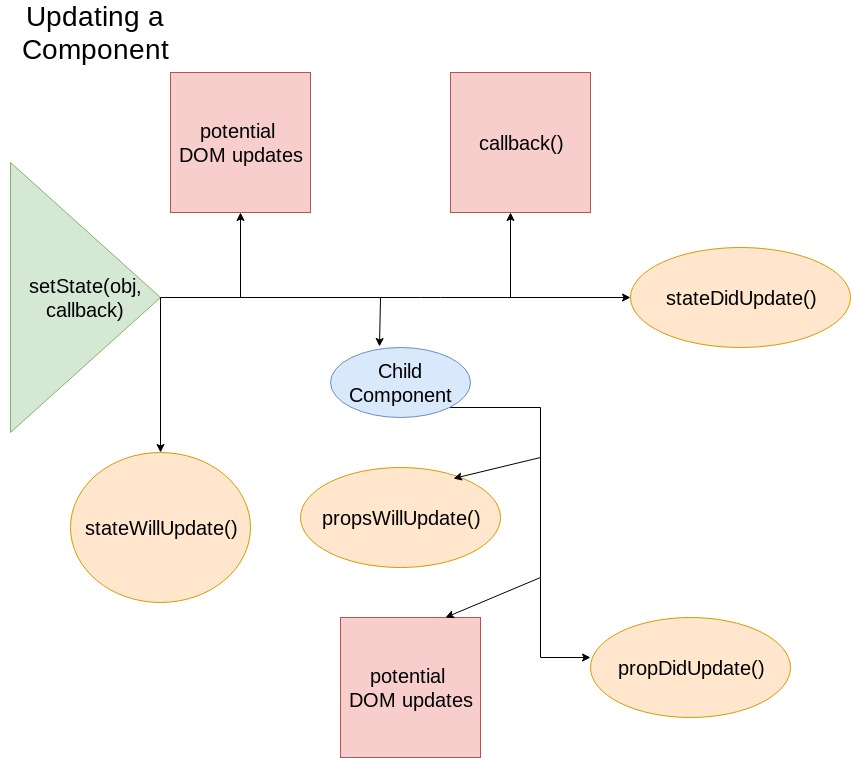 Updating a
Component
potential
DOM updates
callback()
setState(obj,
callback)
stateDidUpdate()
Child
Component
stateWillUpdate()
propsWillUpdate()
potential
DOM updates
propDidUpdate()